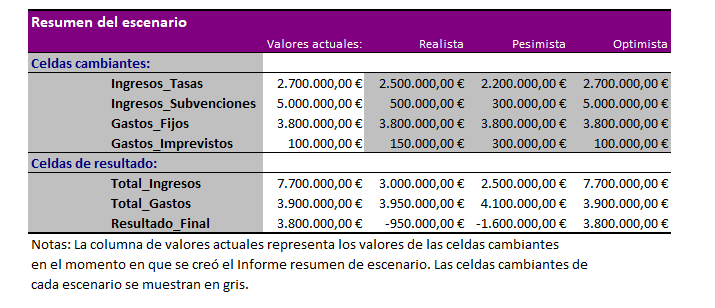 Resumen del escenario
Valores actuales: Realista Pesimista Optimista
Celdas cambiantes:
Ingresos_Tasas 2.700.000,00 € 2.500.000,00 € 2.200.000,00 € 2.700.000,00 €
Ingresos_Subvenciones 5.000.000,00 € 500.000,00 € 300.000,00 € 5.000.000,00 €
Gastos_Fijos 3.800.000,00 € 3.800.000,00 € 3.800.000,00 € 3.800.000,00 €
Gastos_Imprevistos 100.000,00 € 150.000,00 € 300.000,00 € 100.000,00 €
Celdas de resultado:
Total_Ingresos 7.700.000,00 € 3.000.000,00 € 2.500.000,00 € 7.700.000,00 €
Total_Gastos 3.900.000,00 € 3.950.000,00 € 4.100.000,00 € 3.900.000,00 €
Resultado_Final 3.800.000,00 € -950.000,00 € -1.600.000,00 € 3.800.000,00 €
Notas: La columna de valores actuales representa los valores de las celdas cambiantes
en el momento en que se creó el Informe resumen de escenario. Las celdas cambiantes de
cada escenario se muestran en gris.